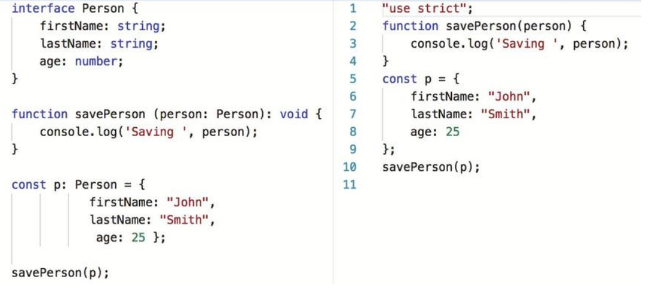 interface Person {
    firstName: string;
    lastName: string;
    age: number;
}

function savePerson (person: Person): void {
    console.log('Saving ', person);
}

const p: Person = {
            firstName: "John",
            lastName: "Smith",
             age: 25 };

savePerson(p);

1 "use strict";
2 function savePerson(person) {
3     console.log('Saving ', person);
4 }
5 const p = {
6     firstName: "John",
7     lastName: "Smith",
8     age: 25
9 };
10 savePerson(p);
11